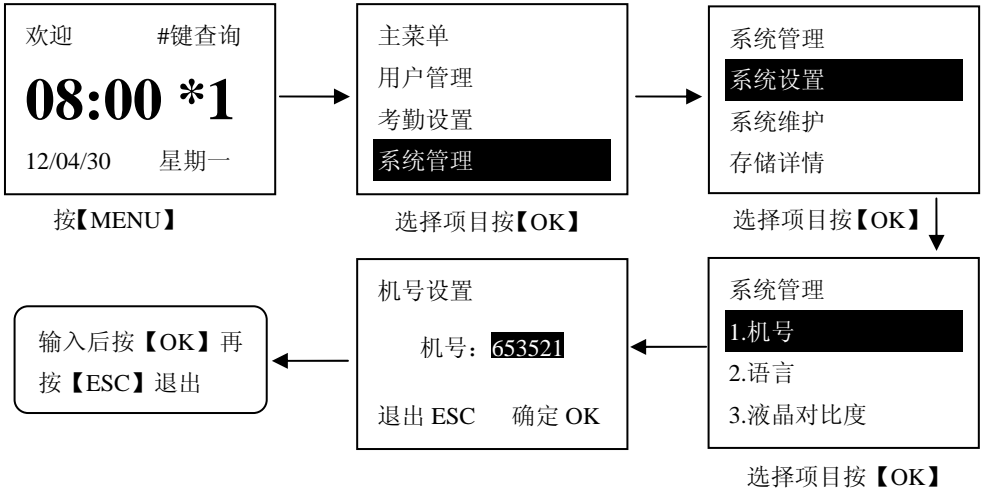 欢迎 #键查询
08:00 *1
12/04/30 星期一
按【MENU】
主菜单
用户管理
考勤设置
系统管理
选择项目按【OK】
系统管理
系统设置
系统维护
存储详情
选择项目按【OK】
系统管理
1.机号
2.语言
3.液晶对比度
选择项目按【OK】
机号设置
机号：653521
退出 ESC 确定 OK
输入后按【OK】再
按【ESC】退出